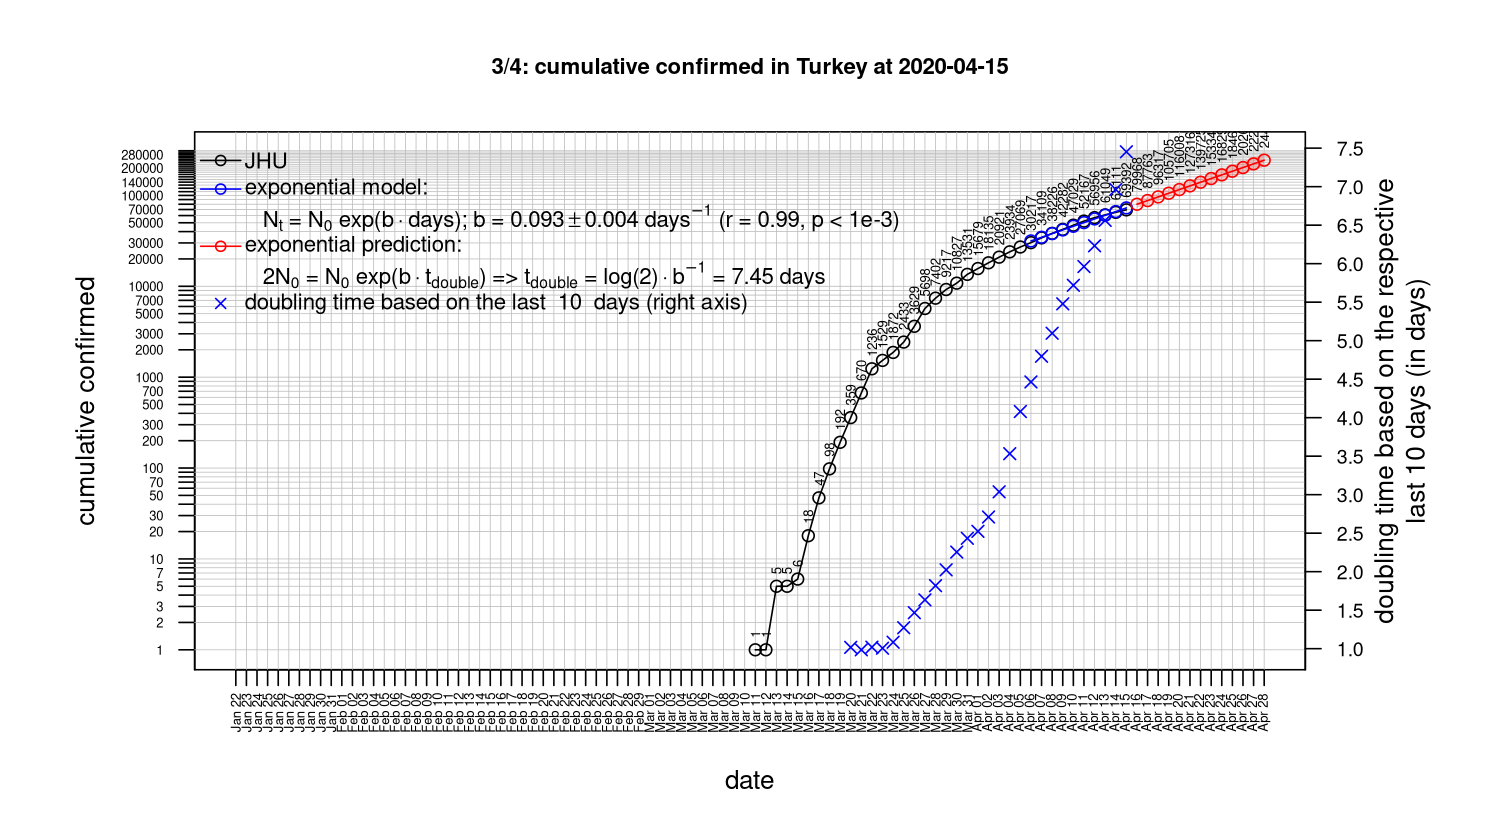 3/4: cumulative confirmed in Turkey at 2020-04-15
JHU
exponential model:
Nt = N0 exp(b · days); b = 0.093 ± 0.004 days−1 (r = 0.99, p < 1e-3)
exponential prediction:
2N0 = N0 exp(b · tdouble) => tdouble = log(2) · b−1 = 7.45 days
doubling time based on the last 10 days (right axis)
cumulative confirmed
280000
200000
140000
100000
70000
50000
30000
20000
10000
7000
5000
3000
2000
1000
700
500
300
200
100
70
50
30
20
10
7
5
3
2
1
1
1
5
5
6
18
47
98
192
359
670
1236
1529
1872
2433
3629
5698
7402
9217
10827
13531
15679
18135
20921
23934
27069
30217
34109
38226
42282
47029
52167
56956
61049
69392
79968
87763
96317
105705
116008
127316
7.5
7.0
6.5
6.0
5.5
5.0
4.5
4.0
3.5
3.0
2.5
2.0
1.5
1.0
doubling time based on the respective
last 10 days (in days)
Jan 22
Jan 23
Jan 24
Jan 25
Jan 26
Jan 27
Jan 28
Jan 29
Jan 30
Jan 31
Feb 01
Feb 02
Feb 03
Feb 04
Feb 05
Feb 06
Feb 07
Feb 08
Feb 09
Feb 10
Feb 11
Feb 12
Feb 13
Feb 14
Feb 15
Feb 16
Feb 17
Feb 18
Feb 19
Feb 20
Feb 21
Feb 22
Feb 23
Feb 24
Feb 25
Feb 26
Feb 27
Feb 28
Feb 29
Mar 01
Mar 02
Mar 03
Mar 04
Mar 05
Mar 06
Mar 07
Mar 08
Mar 09
Mar 10
Mar 11
Mar 12
Mar 13
Mar 14
Mar 15
Mar 16
Mar 17
Mar 18
Mar 19
Mar 20
Mar 21
Mar 22
Mar 23
Mar 24
Mar 25
Mar 26
Mar 27
Mar 28
Mar 29
Mar 30
Mar 31
Apr 01
Apr 02
Apr 03
Apr 04
Apr 05
Apr 06
Apr 07
Apr 08
Apr 09
Apr 10
Apr 11
Apr 12
Apr 13
Apr 14
Apr 15
Apr 16
Apr 17
Apr 18
Apr 19
Apr 20
Apr 21
Apr 22
Apr 23
Apr 24
Apr 25
Apr 26
Apr 27
Apr 28
date